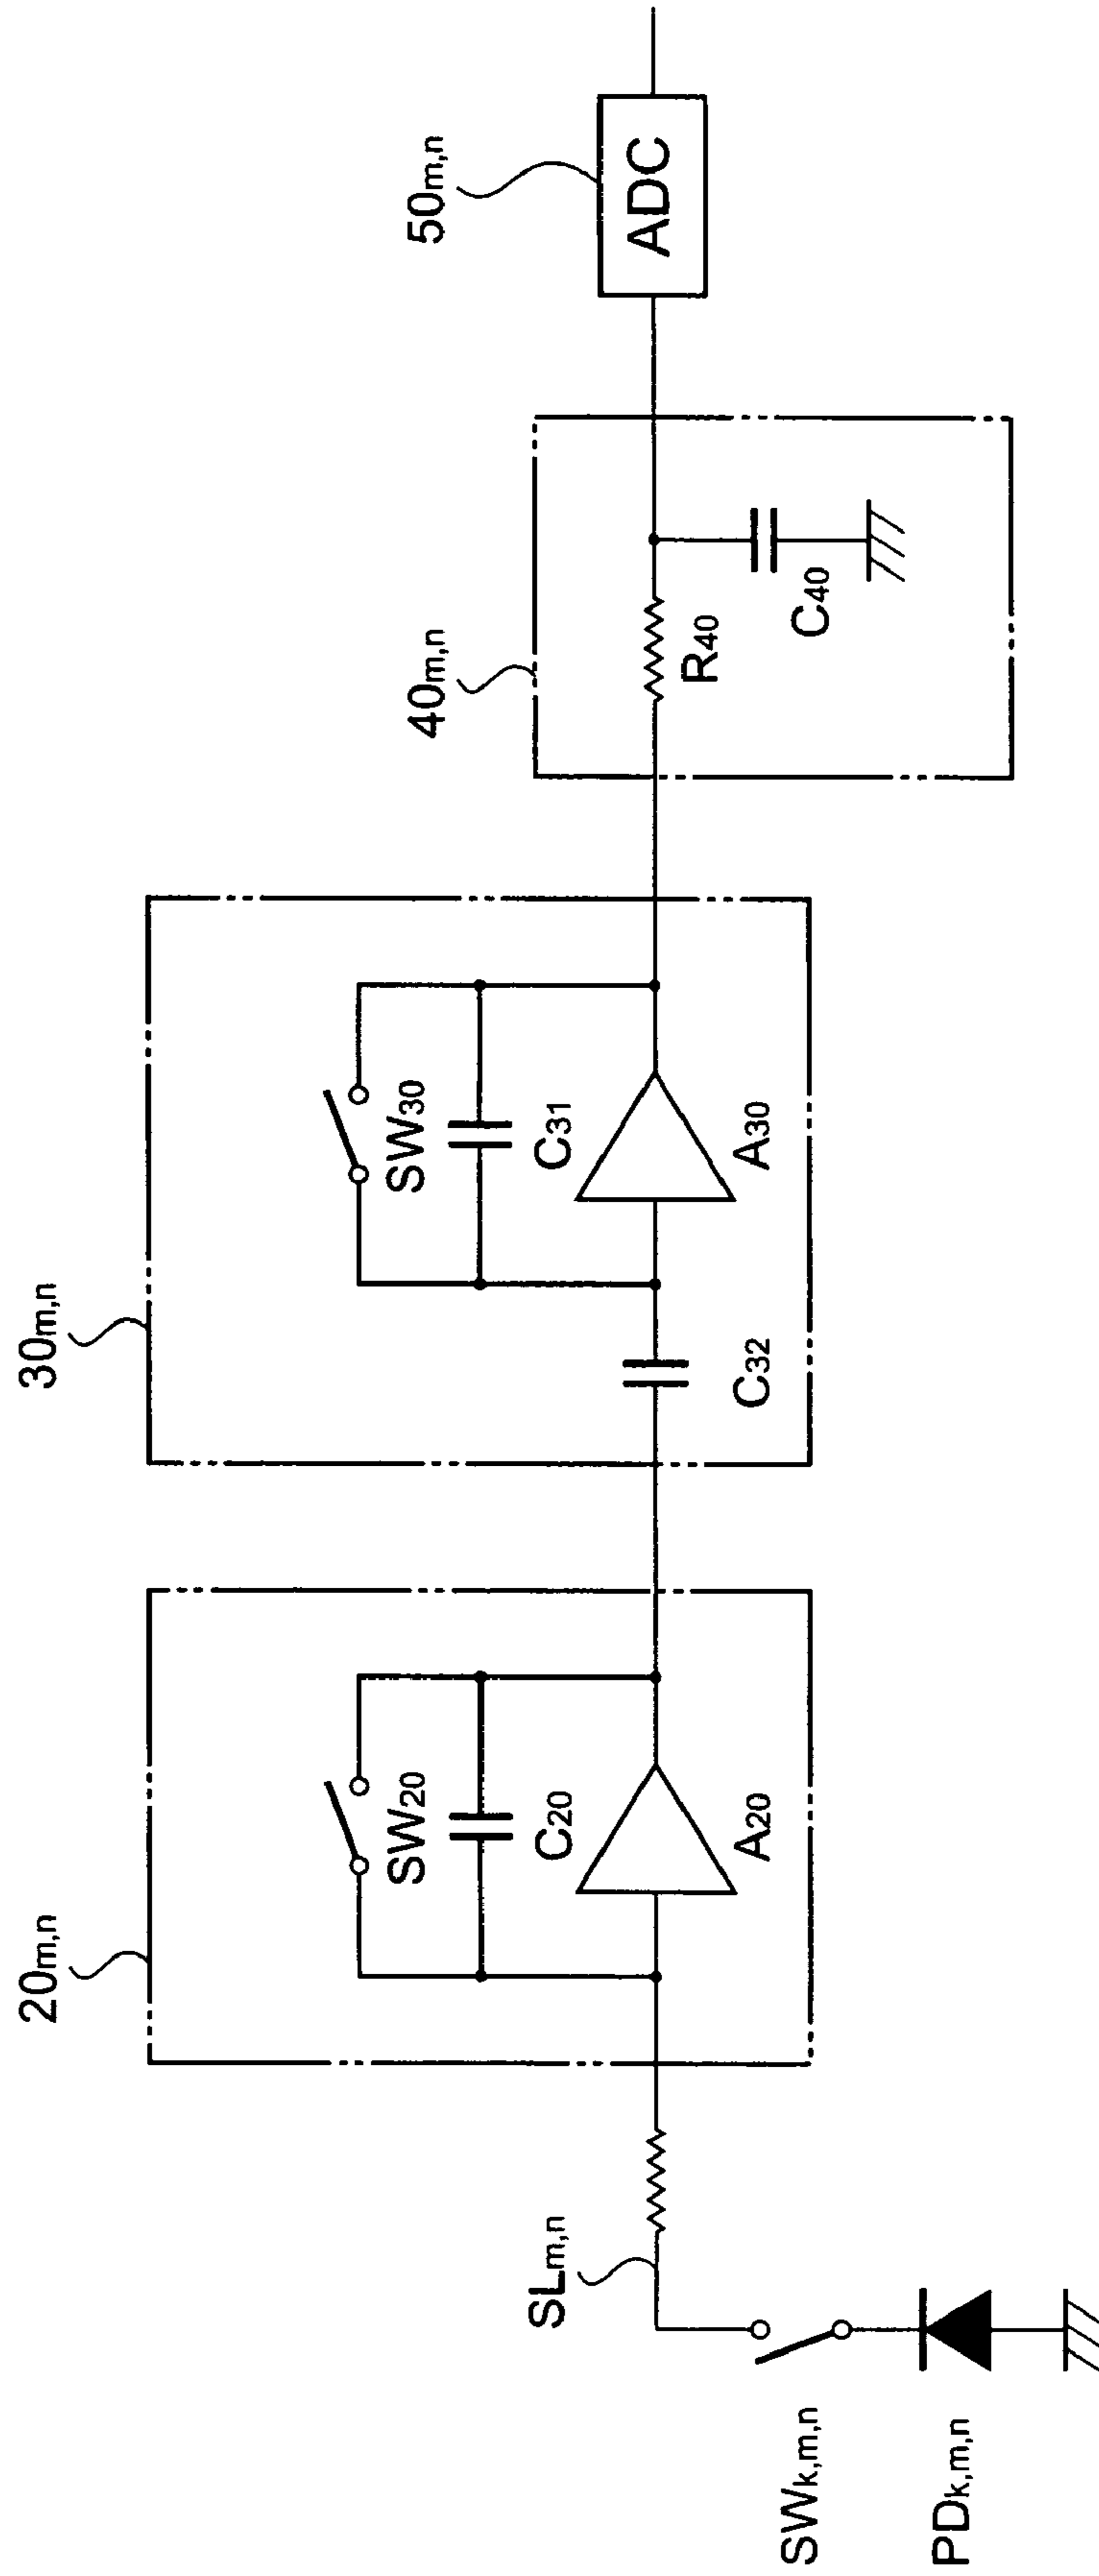 20m,n
30m,n
40m,n
50m,n
SW20
C20
A20
SW30
C31
C32
A30
R40
C40
ADC
SLm,n
SWk,m,n
PDk,m,n